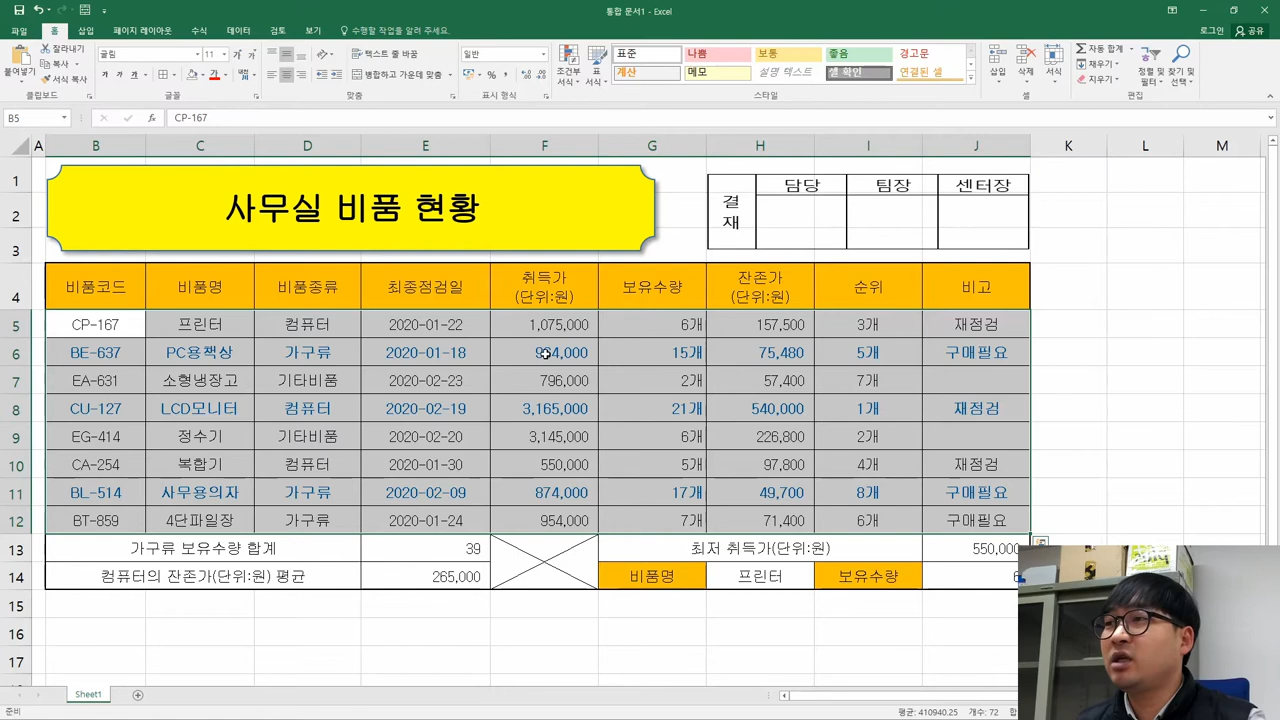 통합 문서1 - Excel
로그인 공유
파일 홈 삽입 페이지 레이아웃 수식 데이터 검토 보기 수행할 작업을 알려 주세요.
붙여넣기 잘라내기 복사 서식 복사
굴림 11 가 가
가 가 가
텍스트 줄 바꿈
병합하고 가운데 맞춤
일반
조건부 서식 표 서식
표준 나쁨 보통 좋음 경고문
계산 메모 설명 텍스트 셀 확인 연결된 셀
삽입 삭제 서식
자동 합계 채우기 지우기
정렬 및 필터 찾기 및 선택
클립보드 글꼴 맞춤 표시 형식 스타일 셀 편집
B5 fx CP-167
A B C D E F G H I J K L M
1 2 3
사무실 비품 현황
결재 담당 팀장 센터장
4 비품코드 비품명 비품종류 최종점검일 취득가(단위:원) 보유수량 잔존가(단위:원) 순위 비고
5 CP-167 프린터 컴퓨터 2020-01-22 1,075,000 6개 157,500 3개 재점검
6 BE-637 PC용책상 가구류 2020-01-18 15개 75,480 5개 구매필요
7 EA-631 소형냉장고 기타비품 2020-02-23 796,000 2개 57,400 7개
8 CU-127 LCD모니터 컴퓨터 2020-02-19 3,165,000 21개 540,000 1개 재점검
9 EG-414 정수기 기타비품 2020-02-20 3,145,000 6개 226,800 2개
10 CA-254 복합기 컴퓨터 2020-01-30 550,000 5개 97,800 4개 재점검
11 BL-514 사무용의자 가구류 2020-02-09 874,000 17개 49,700 8개 구매필요
12 BT-859 4단파일장 가구류 2020-01-24 954,000 7개 71,400 6개 구매필요
13 가구류 보유수량 합계 39 최저 취득가(단위:원) 550,000
14 컴퓨터의 잔존가(단위:원) 평균 265,000 비품명 프린터 보유수량 6
15
16
17
Sheet1
준비 평균: 410940.25 개수: 72